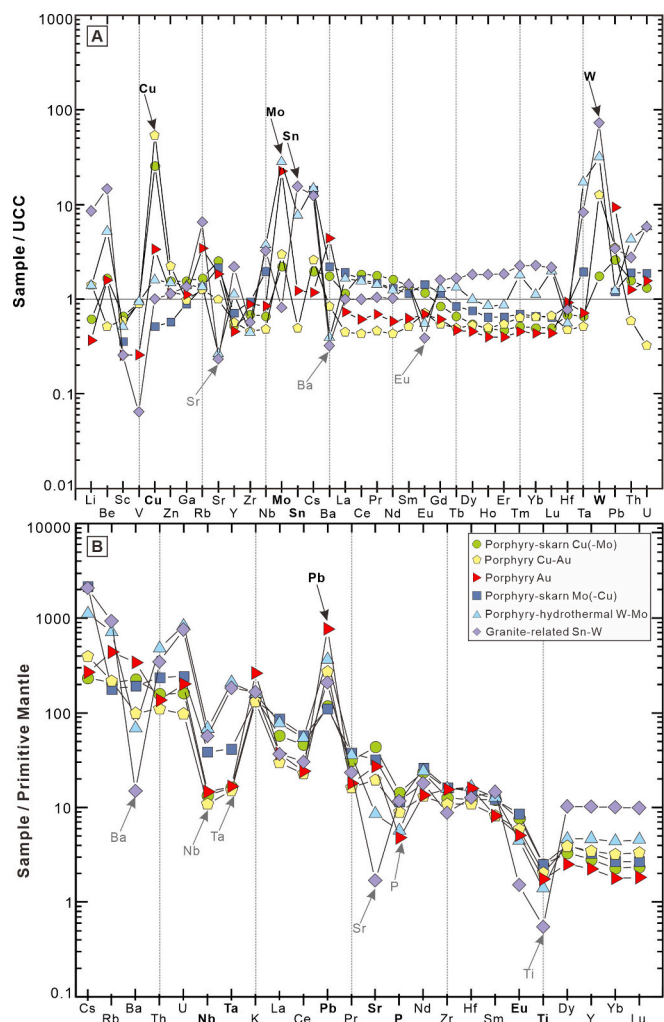 1000
A
100
10
1
0.1
0.01
Sample / UCC
Cu
Mo
Sn
W
Sr
Ba
Eu
Li Sc Cu Ga Sr Zr Mo Cs La Pr Sm Gd Dy Er Yb Hf W Th
Be V Zn Rb Y Nb Sn Ba Ce Nd Eu Tb Ho Tm Lu Ta Pb U
10000
B
1000
100
10
1
0.1
Sample / Primitive Mantle
Porphyry-skarn Cu(-Mo)
Porphyry Cu-Au
Porphyry Au
Porphyry-skarn Mo(-Cu)
Porphyry-hydrothermal W-Mo
Granite-related Sn-W
Pb
Ba
Nb
Ta
Sr
P
Ti
Cs Ba U Ta La Pb Sr Nd Hf Eu Dy Yb
Rb Th Nb K Ce Pr P Zr Sm Ti Y Lu